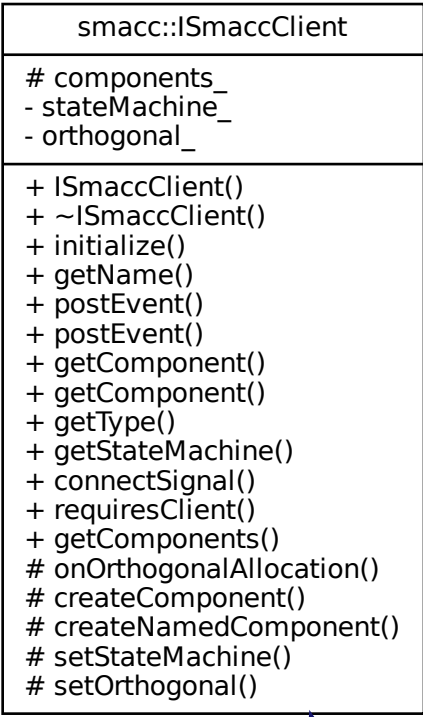 smacc::ISmaccClient
# components_
- stateMachine_
- orthogonal_
+ ISmaccClient()
+ ~ISmaccClient()
+ initialize()
+ getName()
+ postEvent()
+ postEvent()
+ getComponent()
+ getComponent()
+ getType()
+ getStateMachine()
+ connectSignal()
+ requiresClient()
+ getComponents()
# onOrthogonalAllocation()
# createComponent()
# createNamedComponent()
# setStateMachine()
# setOrthogonal()